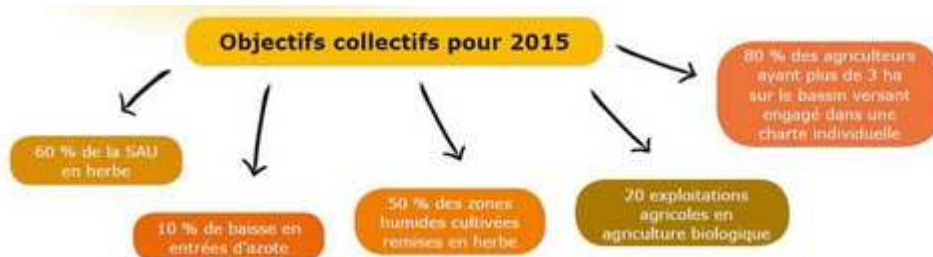 Objectifs collectifs pour 2015
80 % des agriculteurs
ayant plus de 3 ha
sur le bassin versant
engagé dans une
charte individuelle
60 % de la SAU
en herbe
10 % de baisse en
entrées d'azote
50 % des zones
humides cultivées
remises en herbe
20 exploitations
agricoles en
agriculture biologique